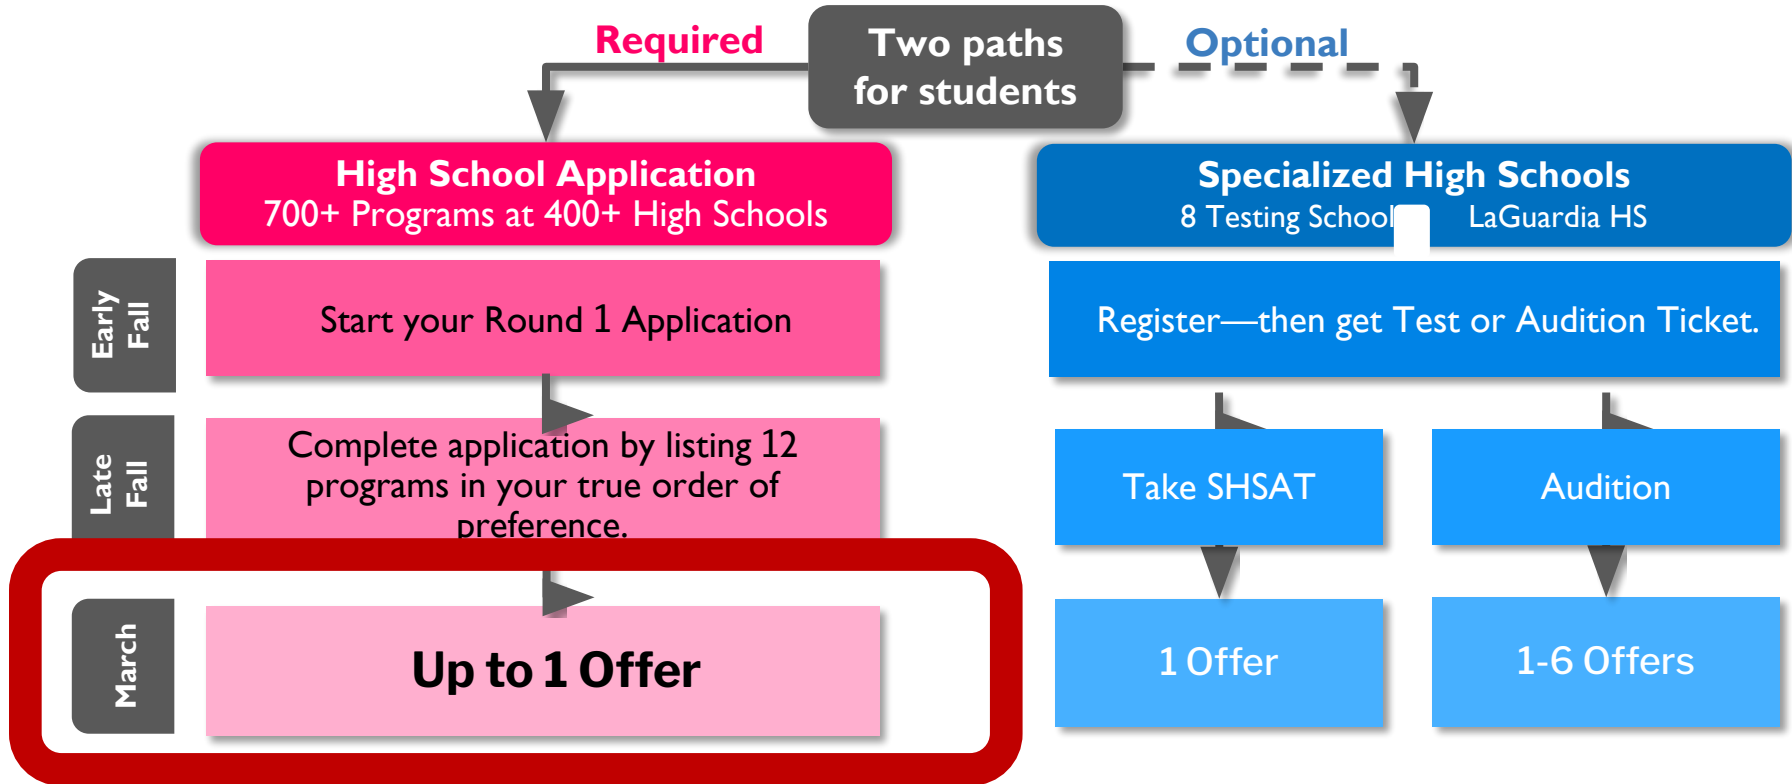 Required
Two paths
for students
Optional
High School Application
700+ Programs at 400+ High Schools
Specialized High Schools
8 Testing School
LaGuardia HS
Early
Fall
Start your Round 1 Application
Register—then get Test or Audition Ticket.
Late
Fall
Complete application by listing 12
programs in your true order of
preference.
Take SHSAT
Audition
March
Up to 1 Offer
1 Offer
1-6 Offers